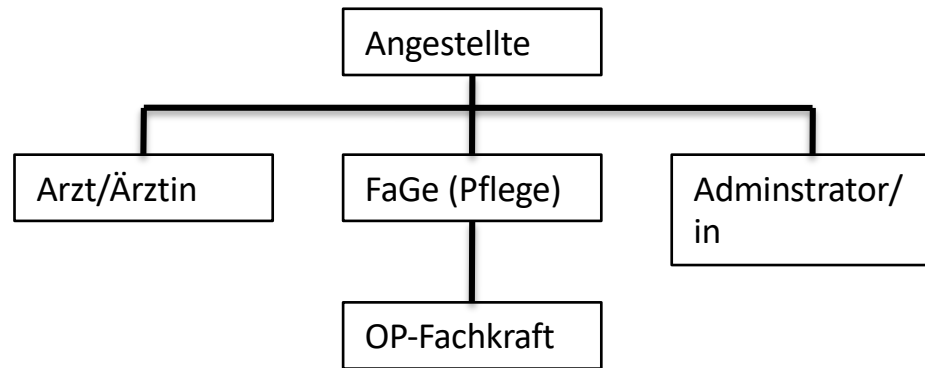 Angestellte
Arzt/Ärztin
FaGe (Pflege)
Adminstrator/
in
OP-Fachkraft